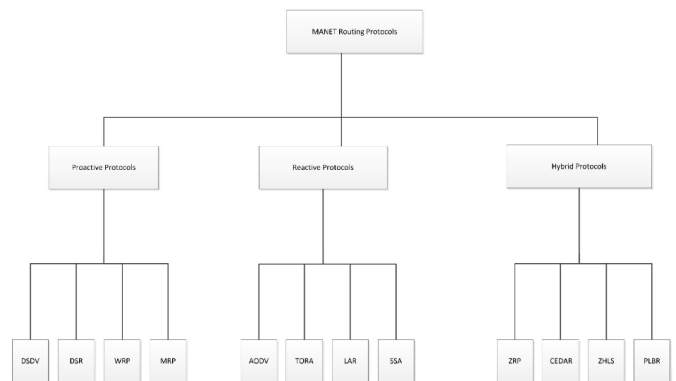 MANET Routing Protocols
Proactive Protocols
Reactive Protocols
Hybrid Protocols
DSDV
DSR
WRP
MRP
AODV
TORA
LAR
SSA
ZRP
CEDAR
ZHLS
PLBR